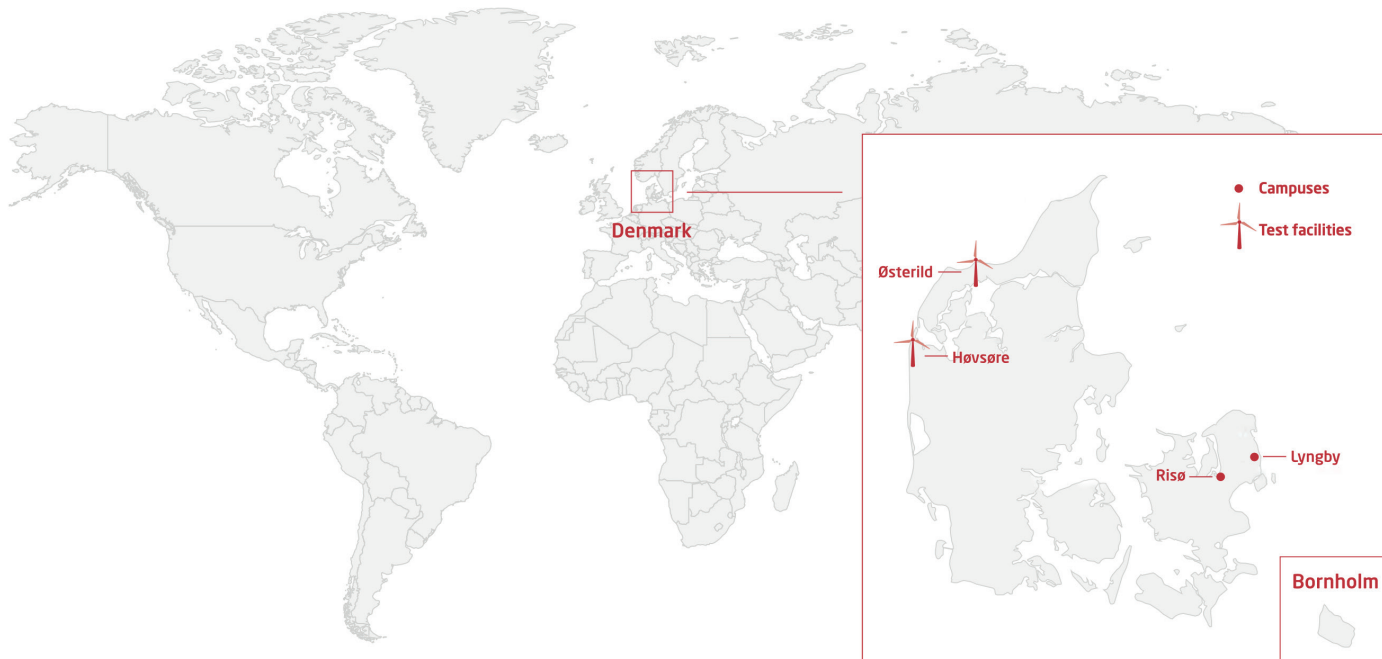 Denmark
Campuses
Test facilities
Østerild
Høvsøre
Lyngby
Risø
Bornholm